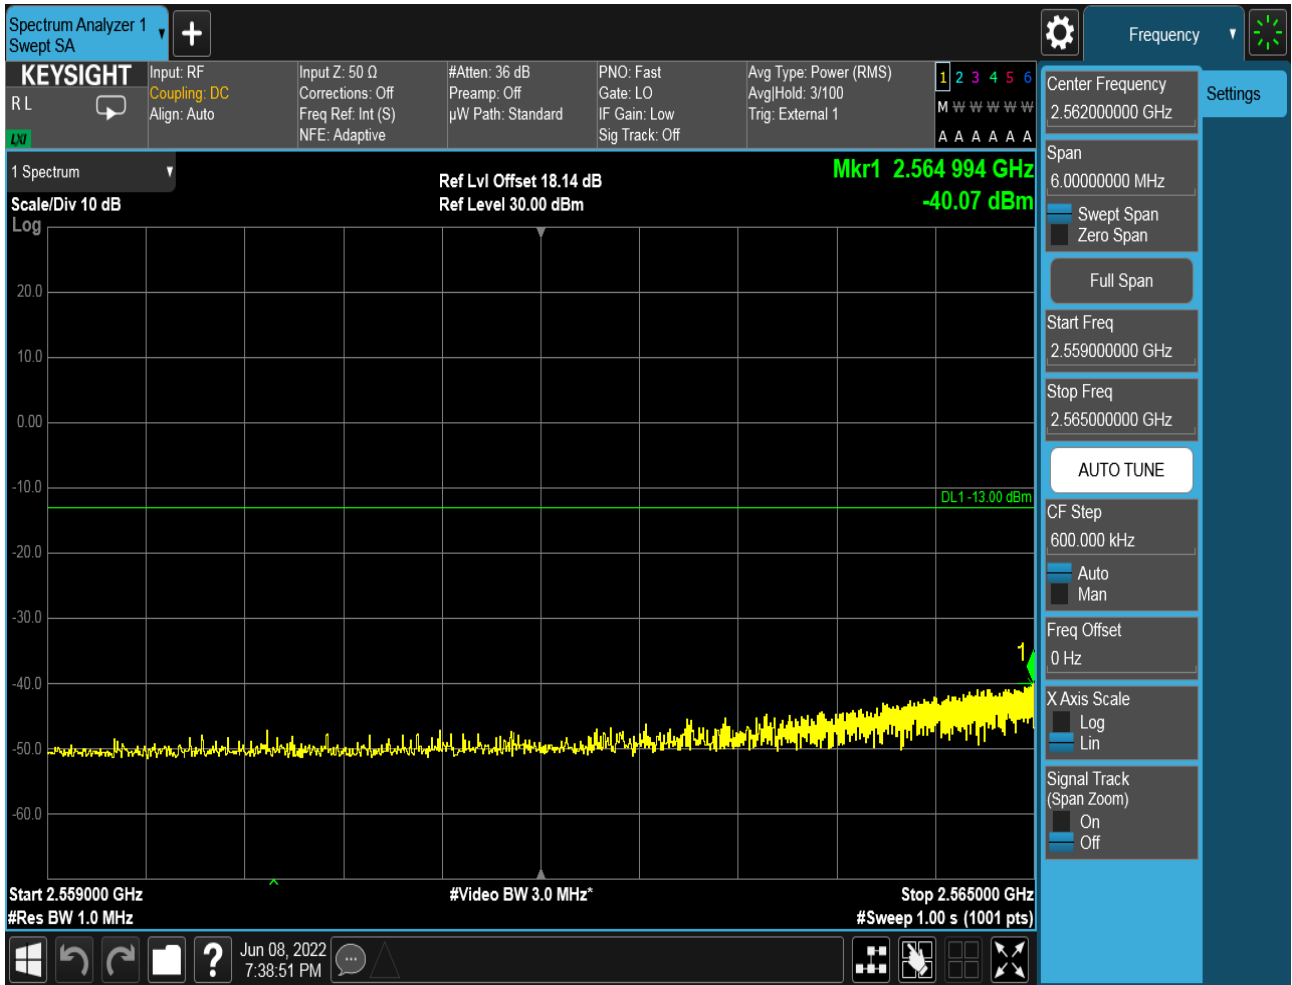 Spectrum Analyzer 1
Swept SA
Frequency
KEYSIGHT
R L
LXI
Input: RF
Coupling: DC
Align: Auto
Input Z: 50 Ω
Corrections: Off
Freq Ref: Int (S)
NFE: Adaptive
#Atten: 36 dB
Preamp: Off
µW Path: Standard
PNO: Fast
Gate: LO
IF Gain: Low
Sig Track: Off
Avg Type: Power (RMS)
Avg|Hold: 3/100
Trig: External 1
1 2 3 4 5 6
M W W W W W
A A A A A A
1 Spectrum
Scale/Div 10 dB
Log
Ref Lvl Offset 18.14 dB
Ref Level 30.00 dBm
Mkr1 2.564 994 GHz
-40.07 dBm
20.0
10.0
0.00
-10.0
DL1 -13.00 dBm
-20.0
-30.0
1
-40.0
-50.0
-60.0
Start 2.559000 GHz
#Res BW 1.0 MHz
#Video BW 3.0 MHz*
Stop 2.565000 GHz
#Sweep 1.00 s (1001 pts)
Jun 08, 2022
7:38:51 PM
Center Frequency
2.562000000 GHz
Settings
Span
6.00000000 MHz
Swept Span
Zero Span
Full Span
Start Freq
2.559000000 GHz
Stop Freq
2.565000000 GHz
AUTO TUNE
CF Step
600.000 kHz
Auto
Man
Freq Offset
0 Hz
X Axis Scale
Log
Lin
Signal Track
(Span Zoom)
On
Off